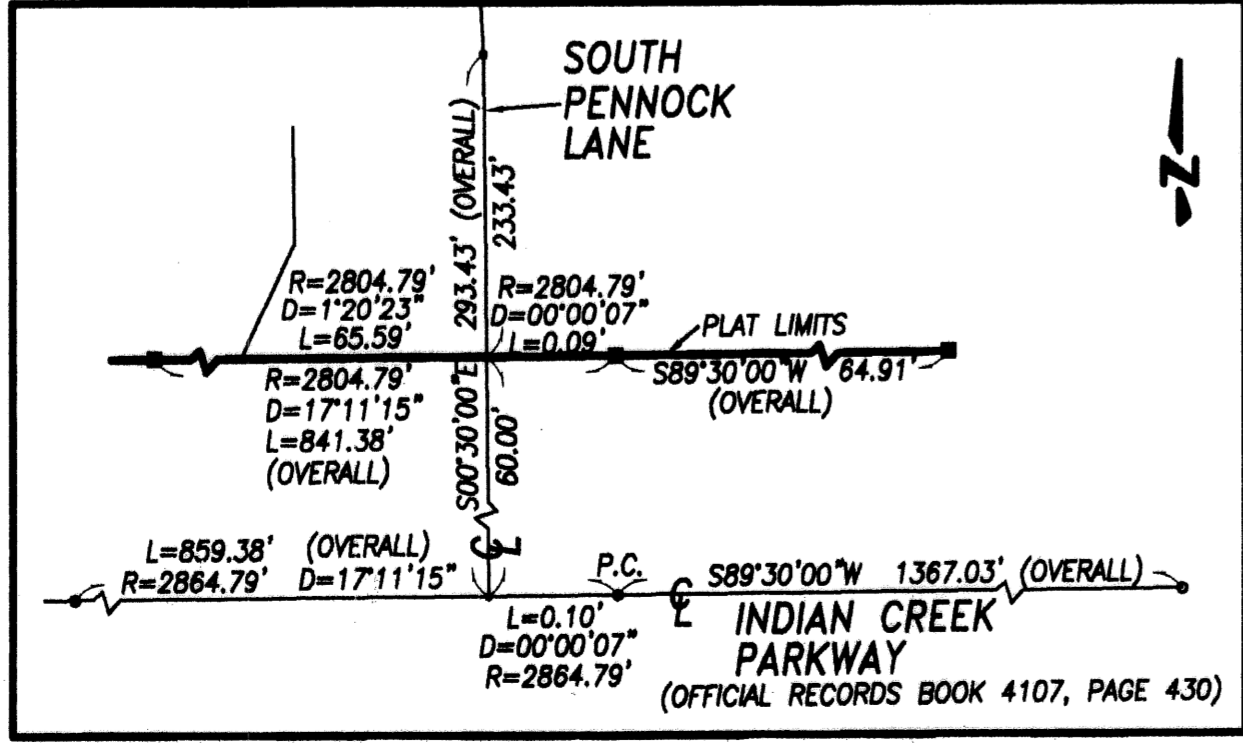 SOUTH
PENNOCK
LANE
N
293.43' (OVERALL)
233.43'
R=2804.79'
D=1°20'23"
L=65.59'
R=2804.79'
D=00°00'07"
L=0.09'
PLAT LIMITS
R=2804.79'
D=17°11'15"
L=841.38'
(OVERALL)
S89°30'00"W 64.91'
(OVERALL)
S00°30'00"E
60.00'
CL
L=859.38' (OVERALL)
R=2864.79' D=17°11'15"
P.C.
S89°30'00"W 1367.03' (OVERALL)
L=0.10'
D=00°00'07"
R=2864.79'
CL
INDIAN CREEK
PARKWAY
(OFFICIAL RECORDS BOOK 4107, PAGE 430)